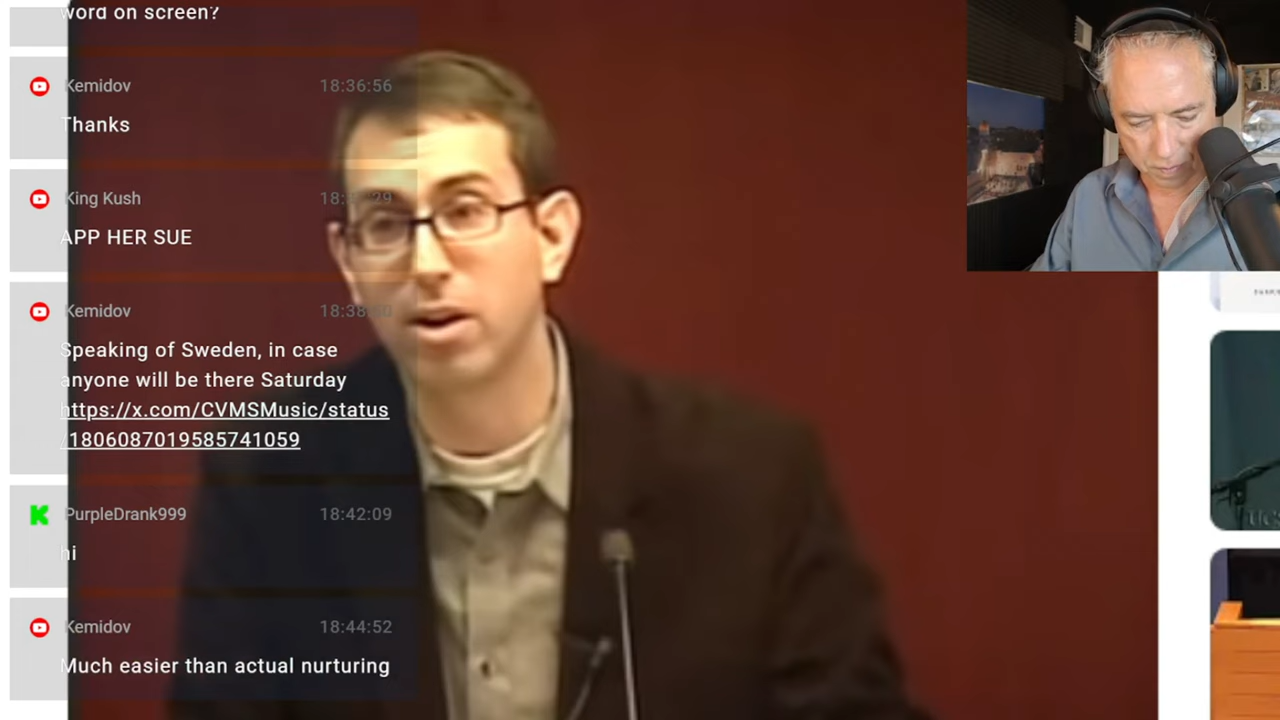 word on screen?
Kemidov 18:36:56
Thanks
King Kush
APP HER SUE
Kemidov
Speaking of Sweden, in case
anyone will be there Saturday
https://x.com/CVMSMusic/status
/1806087019585741059
PurpleDrank999 18:42:09
hi
Kemidov 18:44:52
Much easier than actual nurturing